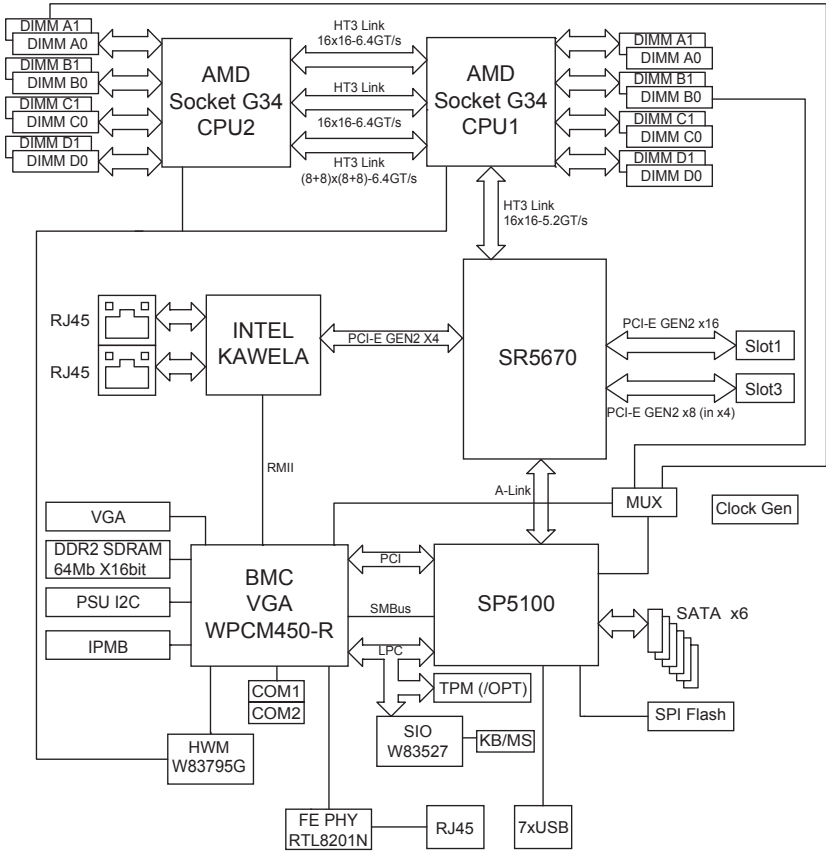 DIMM A1
DIMM A0
DIMM B1
DIMM B0
DIMM C1
DIMM C0
DIMM D1
DIMM D0
AMD
Socket G34
CPU2
HT3 Link
16x16-6.4GT/s
HT3 Link
16x16-6.4GT/s
HT3 Link
(8+8)x(8+8)-6.4GT/s
AMD
Socket G34
CPU1
DIMM A1
DIMM A0
DIMM B1
DIMM B0
DIMM C1
DIMM C0
DIMM D1
DIMM D0
HT3 Link
16x16-5.2GT/s
RJ45
RJ45
INTEL
KAWELA
PCI-E GEN2 X4
SR5670
PCI-E GEN2 x16
Slot1
Slot3
PCI-E GEN2 x8 (in x4)
RMII
A-Link
MUX
Clock Gen
VGA
DDR2 SDRAM
64Mb X16bit
PSU I2C
IPMB
BMC
VGA
WPCM450-R
PCI
SMBus
LPC
SP5100
SATA x6
COM1
COM2
TPM (/OPT)
SPI Flash
HWM
W83795G
SIO
W83527
KB/MS
FE PHY
RTL8201N
RJ45
7xUSB